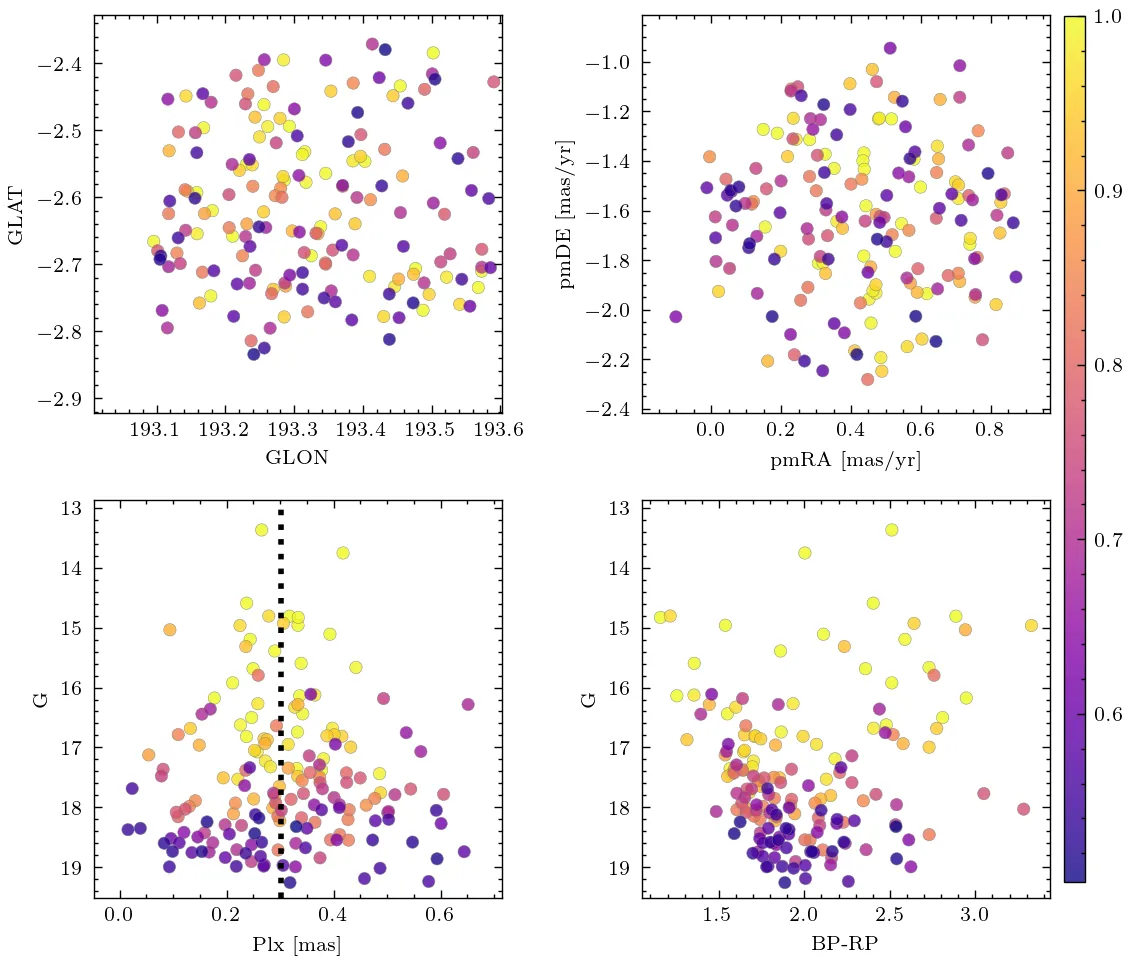 −2.4
−2.5
−2.6
−2.7
−2.8
−2.9
GLAT
193.1 193.2 193.3 193.4 193.5 193.6
GLON
−1.0
−1.2
−1.4
−1.6
−1.8
−2.0
−2.2
−2.4
pmDE [mas/yr]
0.0 0.2 0.4 0.6 0.8
pmRA [mas/yr]
13
14
15
16
17
18
19
G
0.0 0.2 0.4 0.6
Plx [mas]
13
14
15
16
17
18
19
G
1.5 2.0 2.5 3.0
BP-RP
1.0
0.9
0.8
0.7
0.6